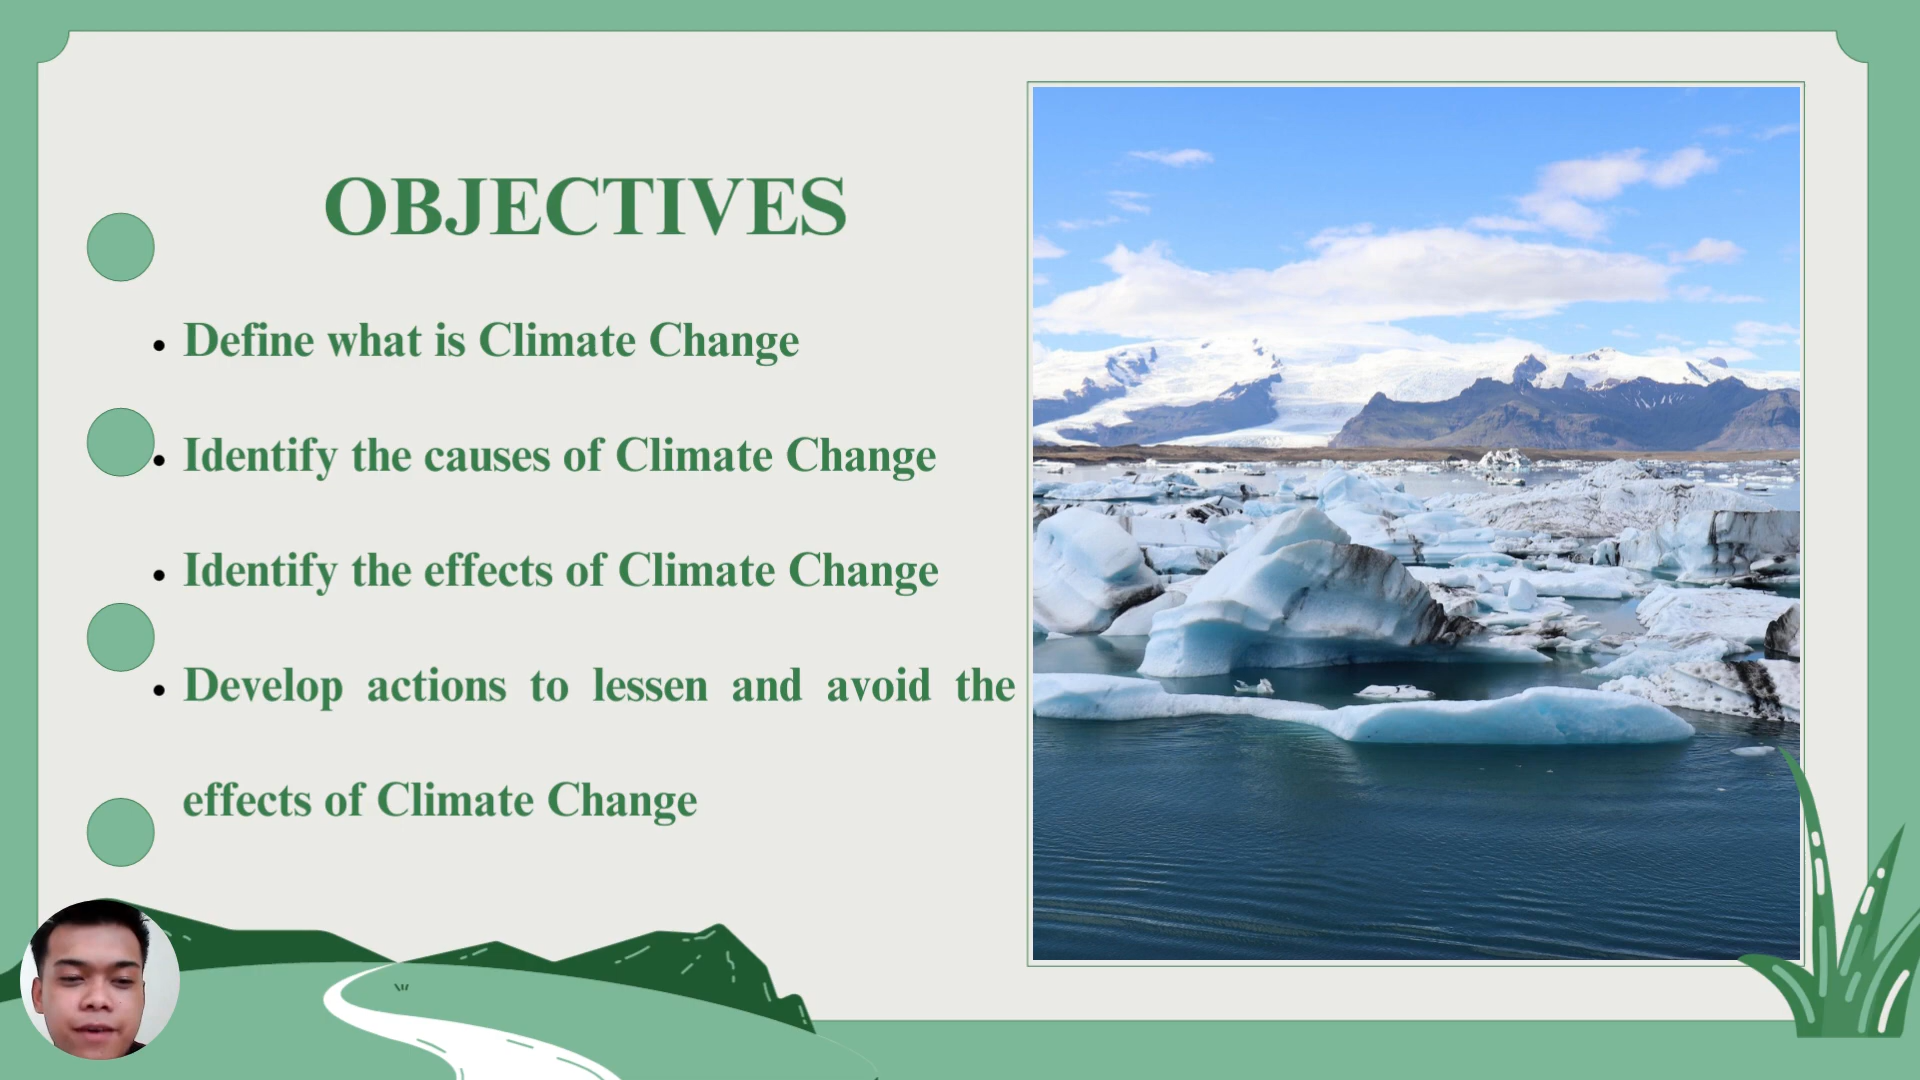 OBJECTIVES
• Define what is Climate Change
• Identify the causes of Climate Change
• Identify the effects of Climate Change
• Develop actions to lessen and avoid the
effects of Climate Change